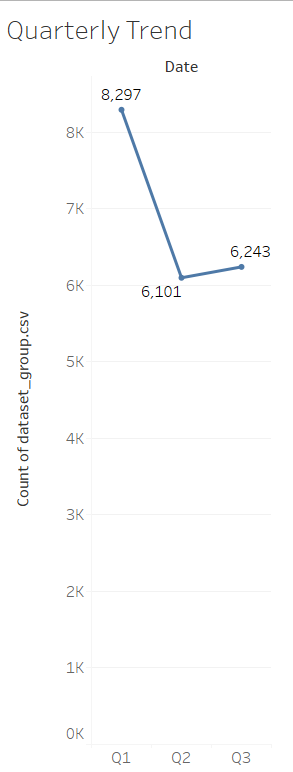 Quarterly Trend
Date
8,297
8K
7K
6,243
6K
6,101
5K
Count of dataset_group.csv
4K
3K
2K
1K
0K
Q1 Q2 Q3